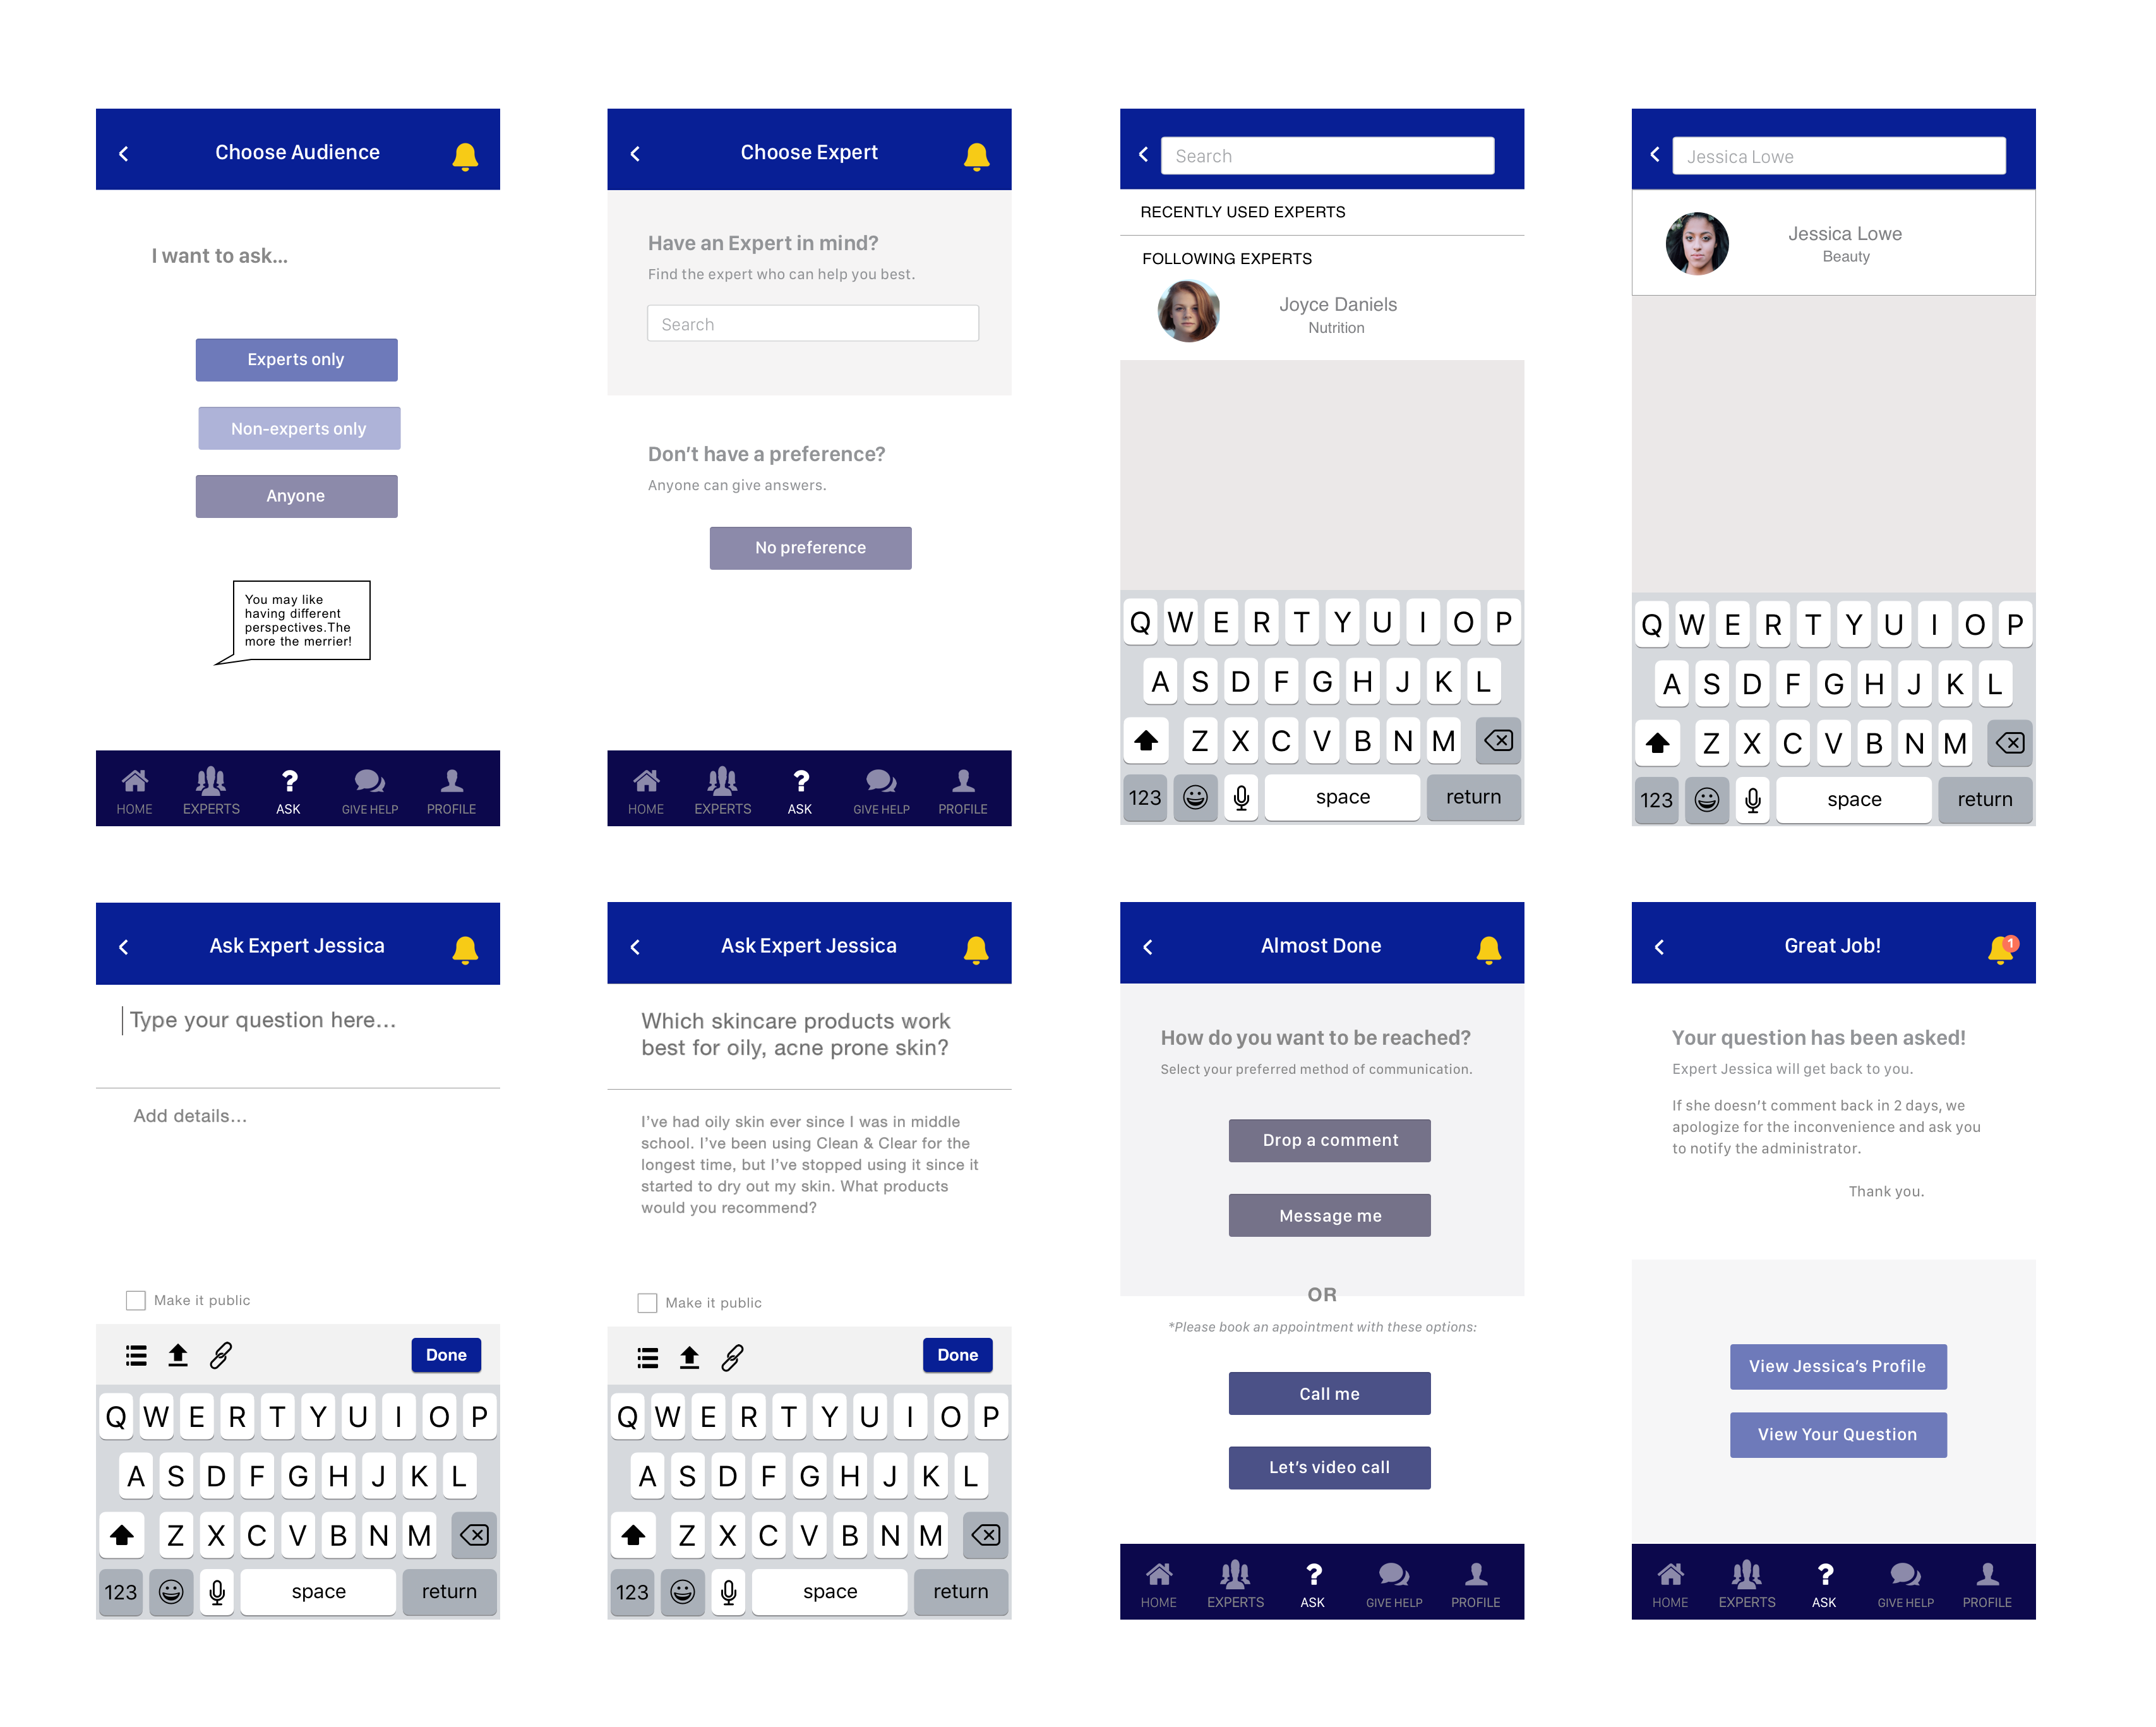 Choose Audience
I want to ask...
Experts only
Non-experts only
Anyone
You may like
having different
perspectives.The
more the merrier!
HOME EXPERTS ASK GIVE HELP PROFILE
Choose Expert
Have an Expert in mind?
Find the expert who can help you best.
Search
Don't have a preference?
Anyone can give answers.
No preference
HOME EXPERTS ASK GIVE HELP PROFILE
Search
RECENTLY USED EXPERTS
FOLLOWING EXPERTS
Joyce Daniels
Nutrition
Q W E R T Y U I O P
A S D F G H J K L
Z X C V B N M
123 space return
Jessica Lowe
Jessica Lowe
Beauty
Q W E R T Y U I O P
A S D F G H J K L
Z X C V B N M
123 space return
Ask Expert Jessica
Type your question here...
Add details...
Make it public
Done
Q W E R T Y U I O P
A S D F G H J K L
Z X C V B N M
123 space return
Ask Expert Jessica
Which skincare products work
best for oily, acne prone skin?
I've had oily skin ever since I was in middle
school. I've been using Clean & Clear for the
longest time, but I've stopped using it since it
started to dry out my skin. What products
would you recommend?
Make it public
Done
Q W E R T Y U I O P
A S D F G H J K L
Z X C V B N M
123 space return
Almost Done
How do you want to be reached?
Select your preferred method of communication.
Drop a comment
Message me
OR
*Please book an appointment with these options:
Call me
Let's video call
HOME EXPERTS ASK GIVE HELP PROFILE
Great Job!
1
Your question has been asked!
Expert Jessica will get back to you.
If she doesn't comment back in 2 days, we
apologize for the inconvenience and ask you
to notify the administrator.
Thank you.
View Jessica's Profile
View Your Question
HOME EXPERTS ASK GIVE HELP PROFILE